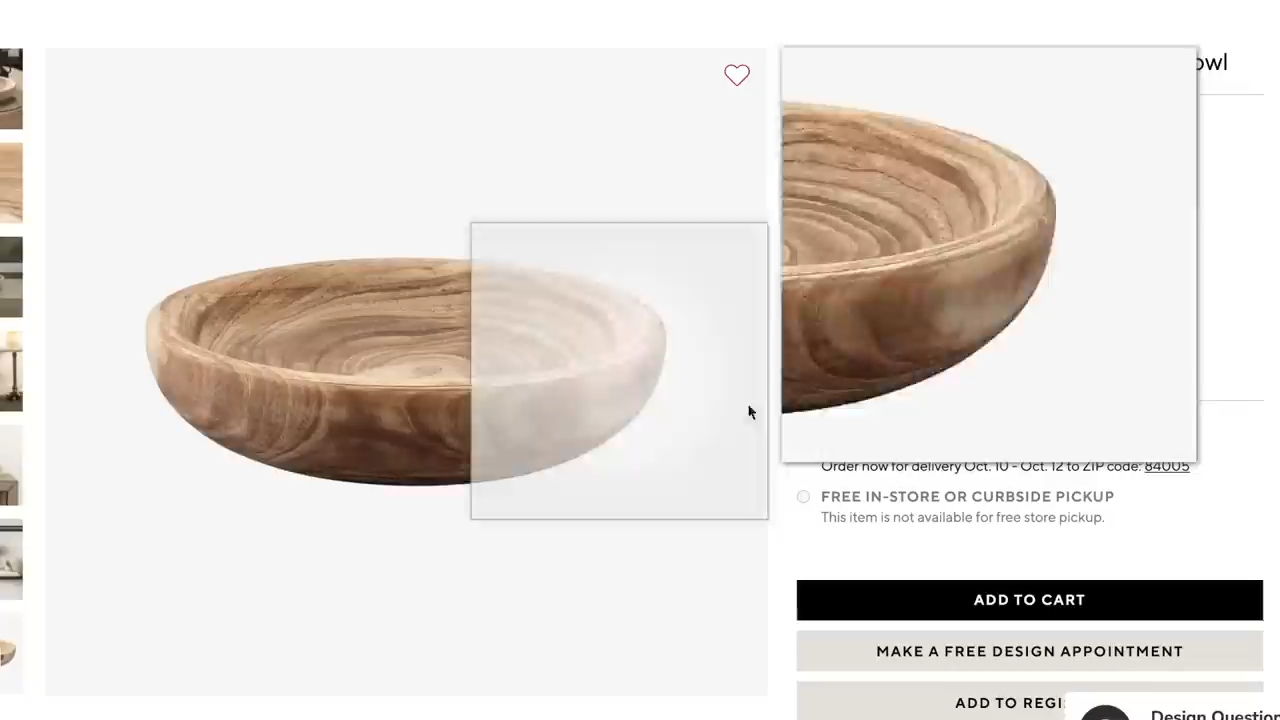 owl
Order now for delivery Oct. 10 - Oct. 12 to ZIP code: 84005
FREE IN-STORE OR CURBSIDE PICKUP
This item is not available for free store pickup.
ADD TO CART
MAKE A FREE DESIGN APPOINTMENT
ADD TO REGI
Design Question